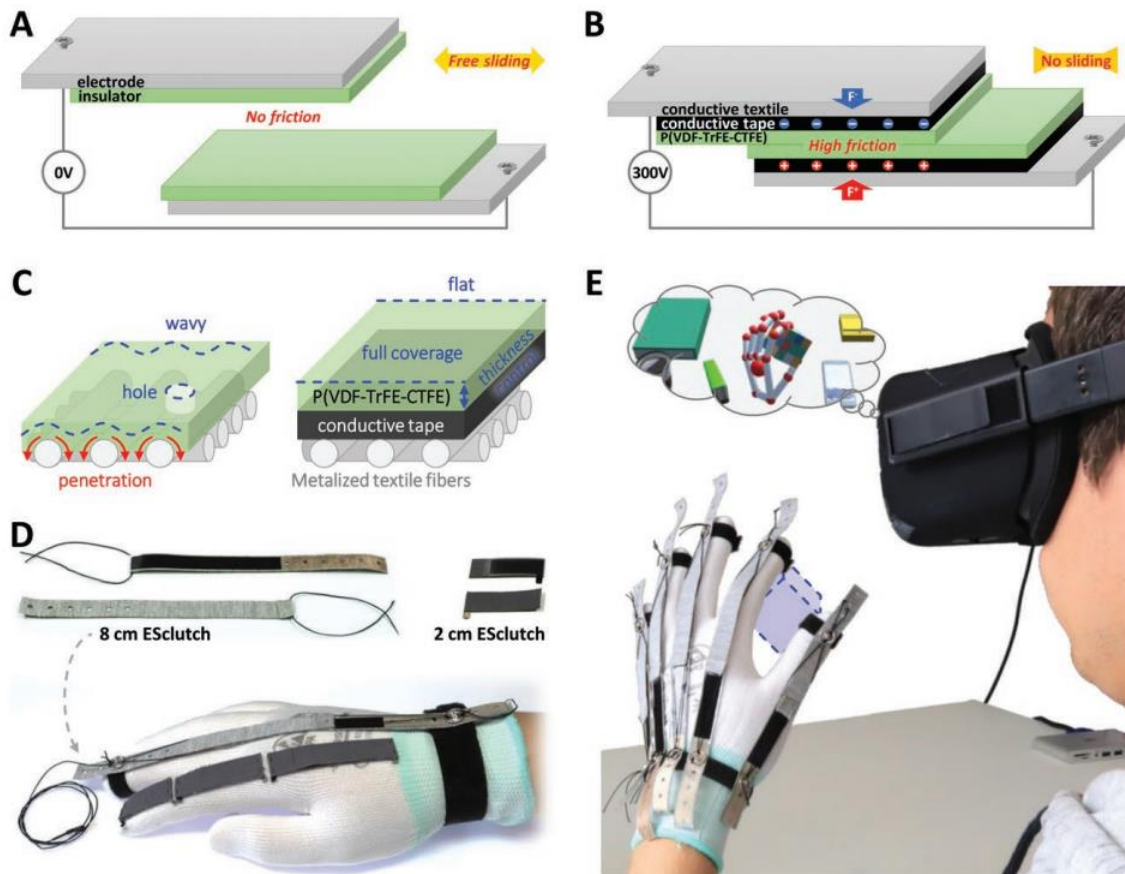 A
electrode
insulator
Free sliding
No friction
0V
B
No sliding
F-
conductive textile
conductive tape
P(VDF-TrFE-CTFE)
High friction
300V
F+
C
wavy
hole
penetration
flat
full coverage
thickness
control
P(VDF-TrFE-CTFE)
conductive tape
Metalized textile fibers
D
8 cm ESclutch
2 cm ESclutch
E